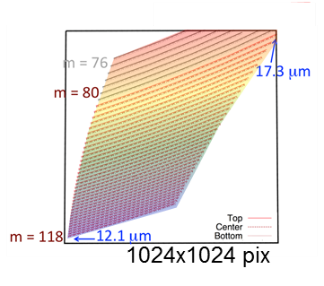 m = 76
17.3 μm
m = 80
Top
Center
Bottom
m = 118
12.1 μm
1024x1024 pix